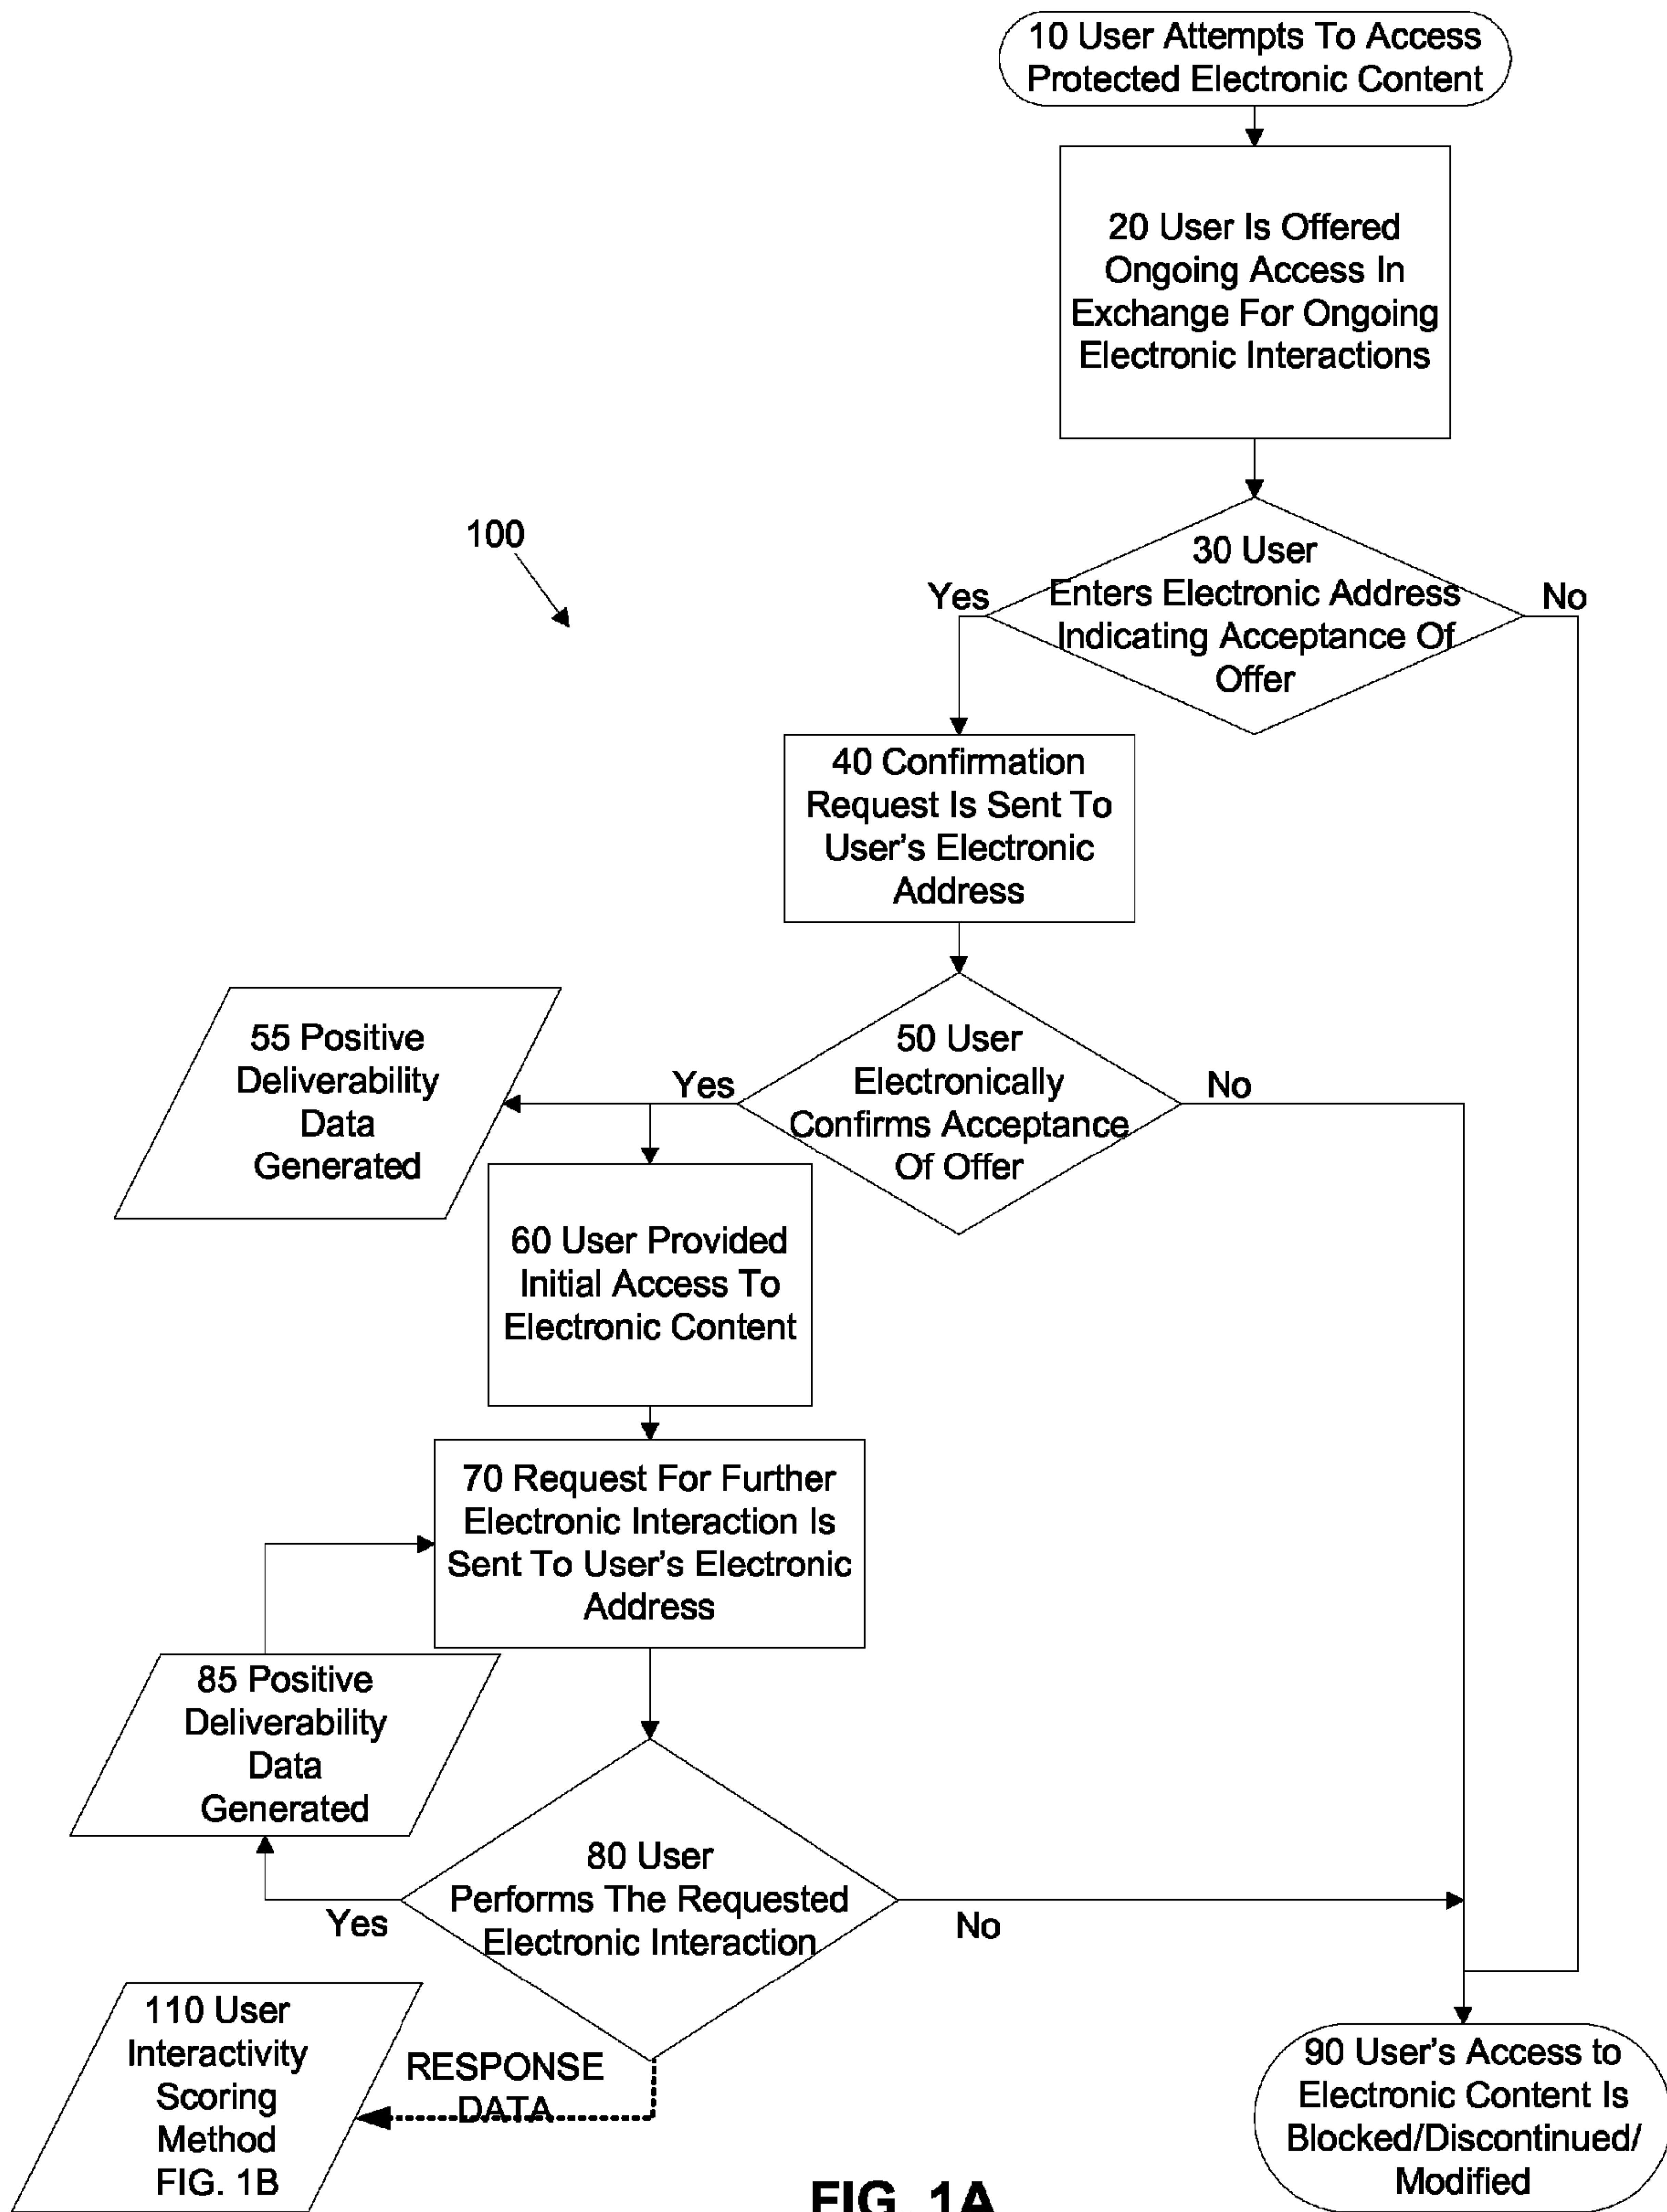 10 User Attempts To Access
Protected Electronic Content
20 User Is Offered
Ongoing Access In
Exchange For Ongoing
Electronic Interactions
100
30 User
Enters Electronic Address
Indicating Acceptance Of
Offer
Yes
No
40 Confirmation
Request Is Sent To
User's Electronic
Address
50 User
Electronically
Confirms Acceptance
Of Offer
Yes
No
55 Positive
Deliverability
Data
Generated
60 User Provided
Initial Access To
Electronic Content
70 Request For Further
Electronic Interaction Is
Sent To User's Electronic
Address
85 Positive
Deliverability
Data
Generated
80 User
Performs The Requested
Electronic Interaction
Yes
No
110 User
Interactivity
Scoring
Method
FIG. 1B
RESPONSE
DATA
90 User's Access to
Electronic Content Is
Blocked/Discontinued/
Modified
FIG. 1A